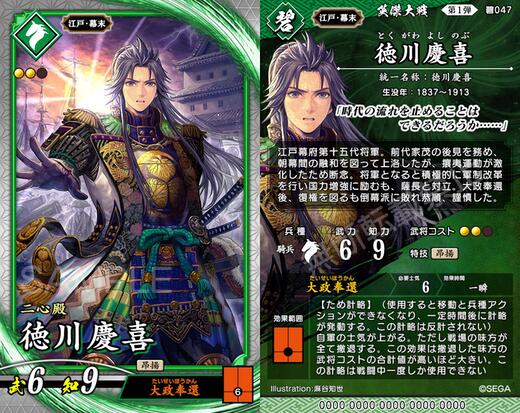 江戸・幕末
二心殿
徳川慶喜
昂揚
武6 知9
たいせいほうかん
大政奉還
6
碧
江戸・幕末
英傑大戦
第1弾
碧047
とくがわよしのぶ
徳川慶喜
統一名称:徳川慶喜
生没年:1837~1913
「時代の流れを止めることは
できるだろうか……」
江戸幕府第十五代将軍。前代家茂の後見を務め、
朝幕間の融和を図って上洛したが、攘夷運動が激
化したため断念。将軍となると積極的に軍制改革
を行い国力増強に励むも、薩長と対立。大政奉還
後、復権を図るも倒幕派に敗れ恭順、謹慎した。
兵種 武力 知力 武将コスト
騎兵 6 9 特技 昂揚
たいせいほうかん 必要士気 効果時間
大政奉還 6 一瞬
効果範囲
【ため計略】(使用すると移動と兵種アク
ションができなくなり、一定時間後に計略
が発動する。この計略は反計されない)
自軍の士気が上がる。ただし戦場の味方
が全て撤退する。この効果は撤退した味方の
武将コストの合計値が高いほど大きい。こ
の計略は戦闘中一度しか使用できない
Illustration:麻谷知世
©SEGA
0000 0000 0000 0000 0000